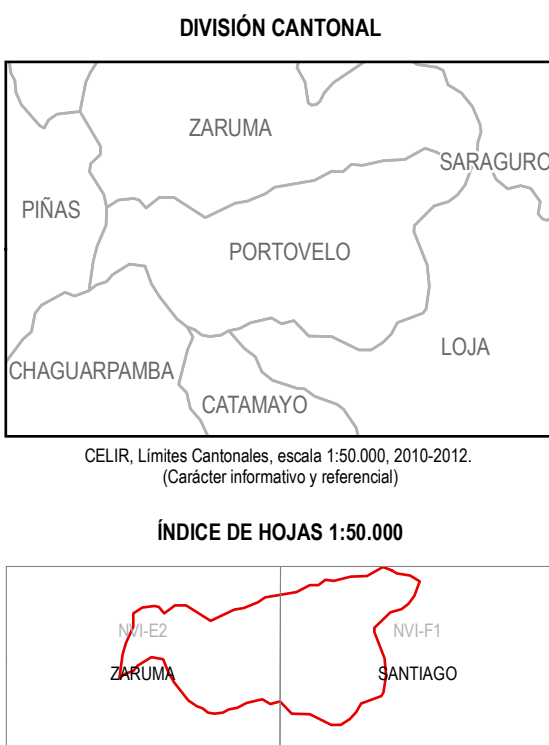 DIVISIÓN CANTONAL
ZARUMA
SARAGURO
PIÑAS
PORTOVELO
LOJA
CHAGUARPAMBA
CATAMAYO
CELIR, Límites Cantonales, escala 1:50.000, 2010-2012.
(Carácter informativo y referencial)
ÍNDICE DE HOJAS 1:50.000
NVI-E2
NVI-F1
ZARUMA
SANTIAGO